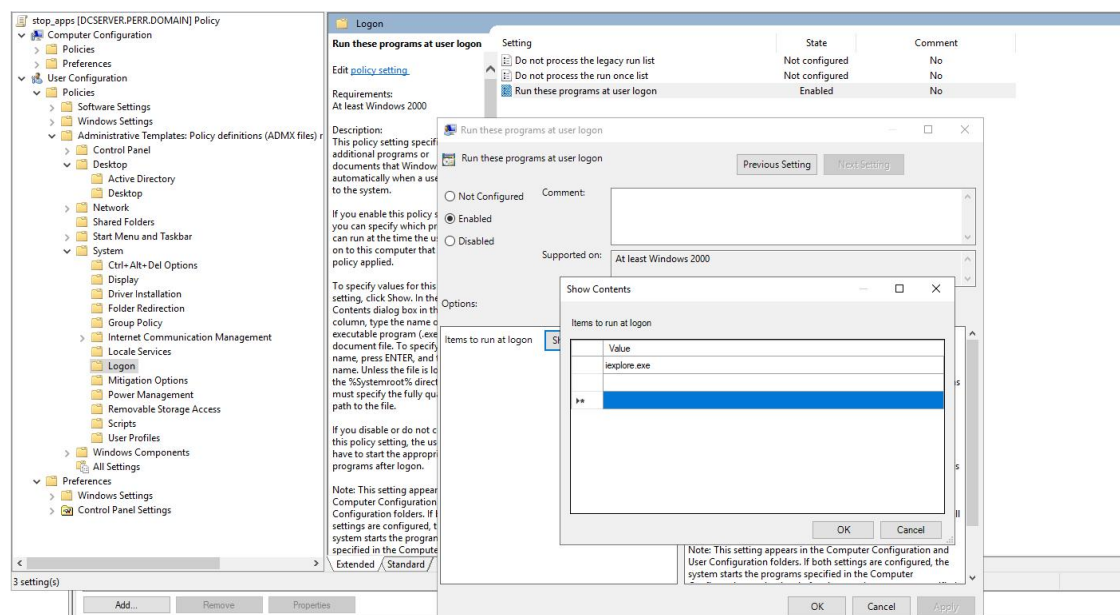 stop_apps [DCSERVER.PERR.DOMAIN] Policy
Computer Configuration
Policies
Preferences
User Configuration
Policies
Software Settings
Windows Settings
Administrative Templates: Policy definitions (ADMX files) r
Control Panel
Desktop
Active Directory
Desktop
Network
Shared Folders
Start Menu and Taskbar
System
Ctrl+Alt+Del Options
Display
Driver Installation
Folder Redirection
Group Policy
Internet Communication Management
Locale Services
Logon
Mitigation Options
Power Management
Removable Storage Access
Scripts
User Profiles
Windows Components
All Settings
Preferences
Windows Settings
Control Panel Settings
3 setting(s)
Logon
Run these programs at user logon
Edit policy setting
Requirements:
At least Windows 2000
Description:
This policy setting specifi
additional programs or
documents that Window
automatically when a use
to the system.
If you enable this policy s
you can specify which pr
can run at the time the u
on to this computer that
policy applied.
To specify values for this
setting, click Show. In the
Contents dialog box in th
column, type the name o
executable program (.exe
document file. To specify
name, press ENTER, and t
name. Unless the file is lo
the %Systemroot% direct
must specify the fully qua
path to the file.
If you disable or do not c
this policy setting, the us
have to start the appropri
programs after logon.
Note: This setting appear
Computer Configuration
Configuration folders. If b
settings are configured, t
system starts the program
specified in the Compute
Extended Standard
Setting State Comment
Do not process the legacy run list Not configured No
Do not process the run once list Not configured No
Run these programs at user logon Enabled No
Run these programs at user logon
Run these programs at user logon
Previous Setting Next Setting
Not Configured
Enabled
Disabled
Comment:
Supported on: At least Windows 2000
Options:
Items to run at logon
Show Contents
Items to run at logon
Value
iexplore.exe
OK Cancel
Note: This setting appears in the Computer Configuration and
User Configuration folders. If both settings are configured, the
system starts the programs specified in the Computer
OK Cancel Apply
Add... Remove Properties